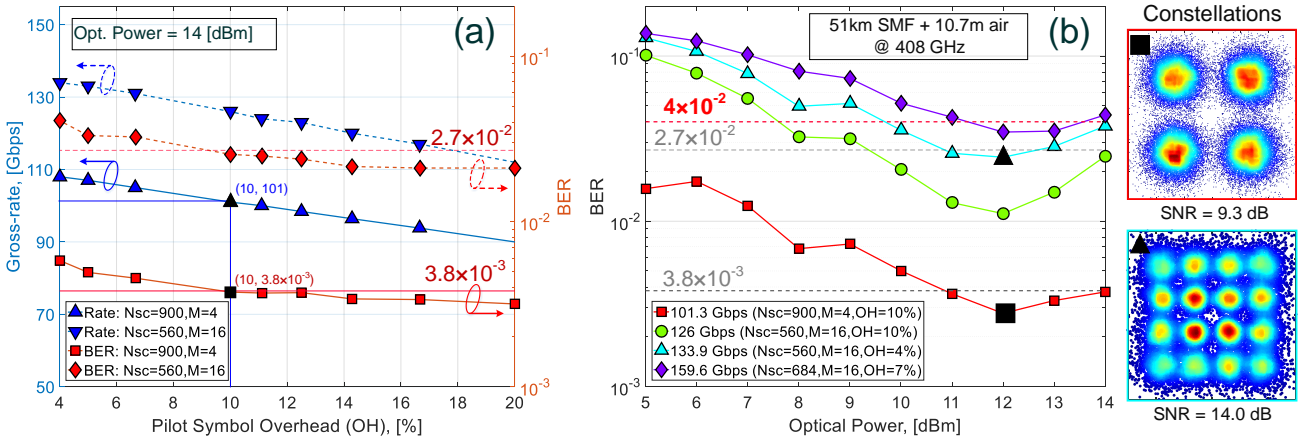 155
135
130
110
90
70
50
Gross-rate, [Gbps]
Opt. Power = 14 [dBm]
(a)
2.7×10⁻²
(10, 101)
(10, 3.8×10⁻³)
3.8×10⁻³
Rate: Nsc=900,M=4
Rate: Nsc=560,M=16
BER: Nsc=900,M=4
BER: Nsc=560,M=16
4 6 8 10 12 14 16 18 20
Pilot Symbol Overhead (OH), [%]
10⁻¹
10⁻²
10⁻³
BER
BER
10⁻¹
10⁻²
10⁻³
51km SMF + 10.7m air
@ 408 GHz
(b)
4×10⁻²
2.7×10⁻²
3.8×10⁻³
101.3 Gbps (Nsc=900,M=4,OH=10%)
126 Gbps (Nsc=560,M=16,OH=10%)
133.9 Gbps (Nsc=560,M=16,OH=4%)
159.6 Gbps (Nsc=684,M=16,OH=7%)
5 6 7 8 9 10 11 12 13 14
Optical Power, [dBm]
Constellations
SNR = 9.3 dB
SNR = 14.0 dB